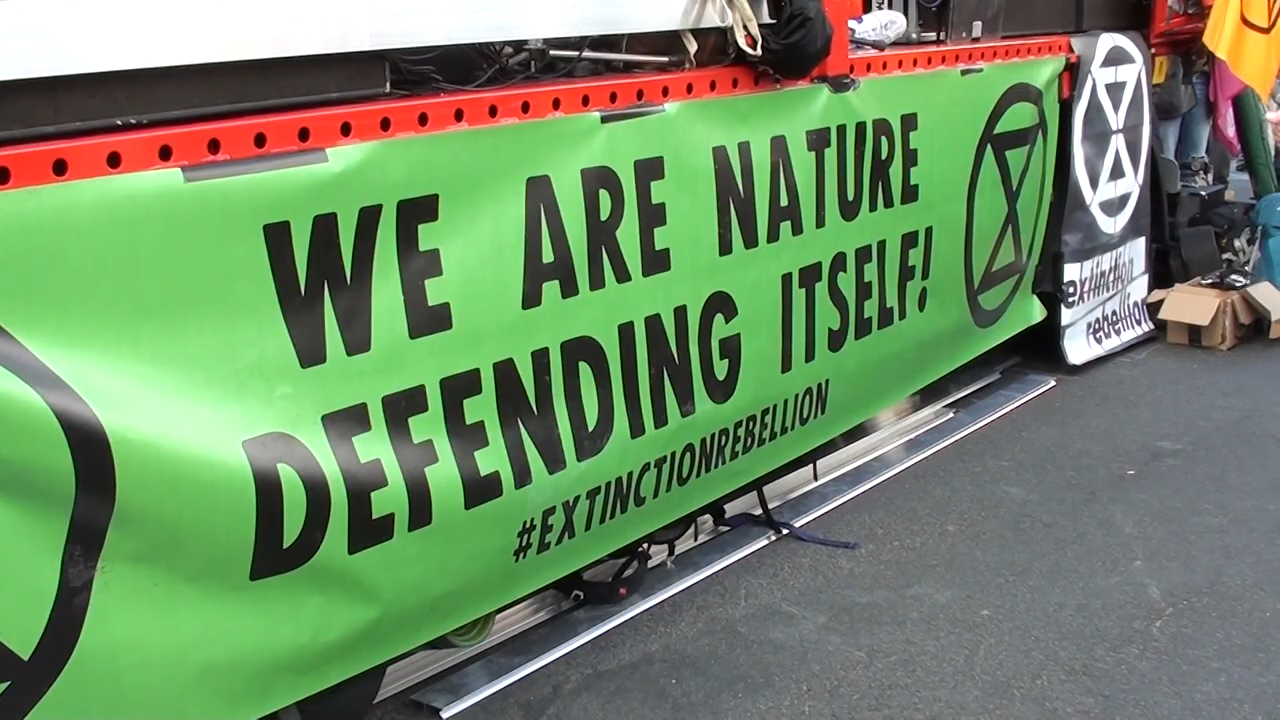 WE ARE NATURE
DEFENDING ITSELF!
#EXTINCTIONREBELLION
extinction
rebellion